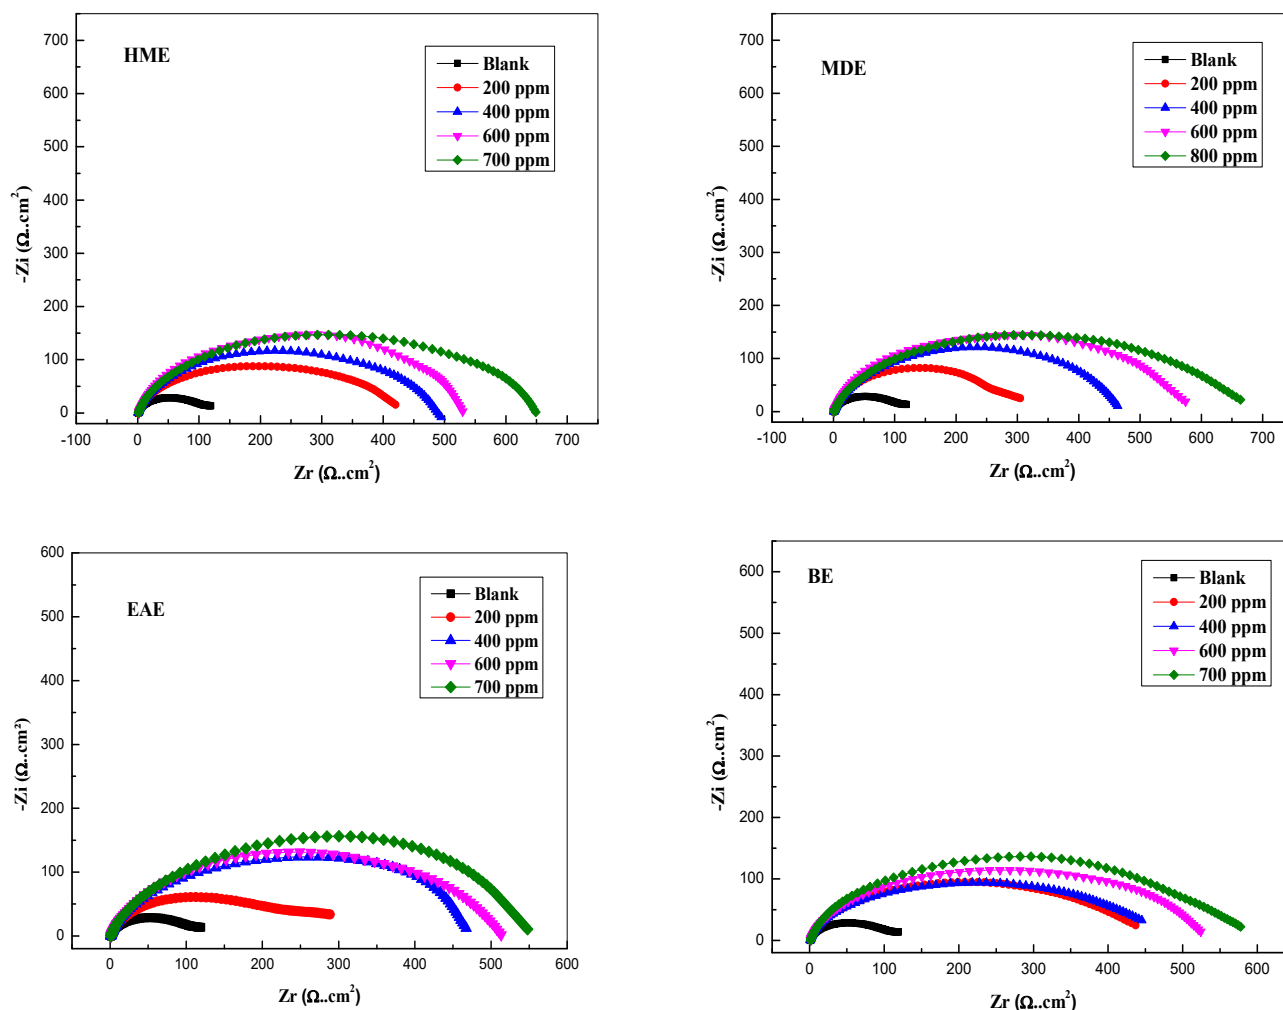 HME
Blank
200 ppm
400 ppm
600 ppm
700 ppm
700
600
500
400
300
200
100
0
-Zi (Ω..cm²)
-100 0 100 200 300 400 500 600 700
Zr (Ω..cm²)
MDE
Blank
200 ppm
400 ppm
600 ppm
800 ppm
700
600
500
400
300
200
100
0
-Zi (Ω..cm²)
-100 0 100 200 300 400 500 600 700
Zr (Ω..cm²)
EAE
Blank
200 ppm
400 ppm
600 ppm
700 ppm
600
500
400
300
200
100
0
-Zi (Ω..cm²)
0 100 200 300 400 500 600
Zr (Ω..cm²)
BE
Blank
200 ppm
400 ppm
600 ppm
700 ppm
600
500
400
300
200
100
0
-Zi (Ω..cm²)
0 100 200 300 400 500 600
Zr (Ω..cm²)